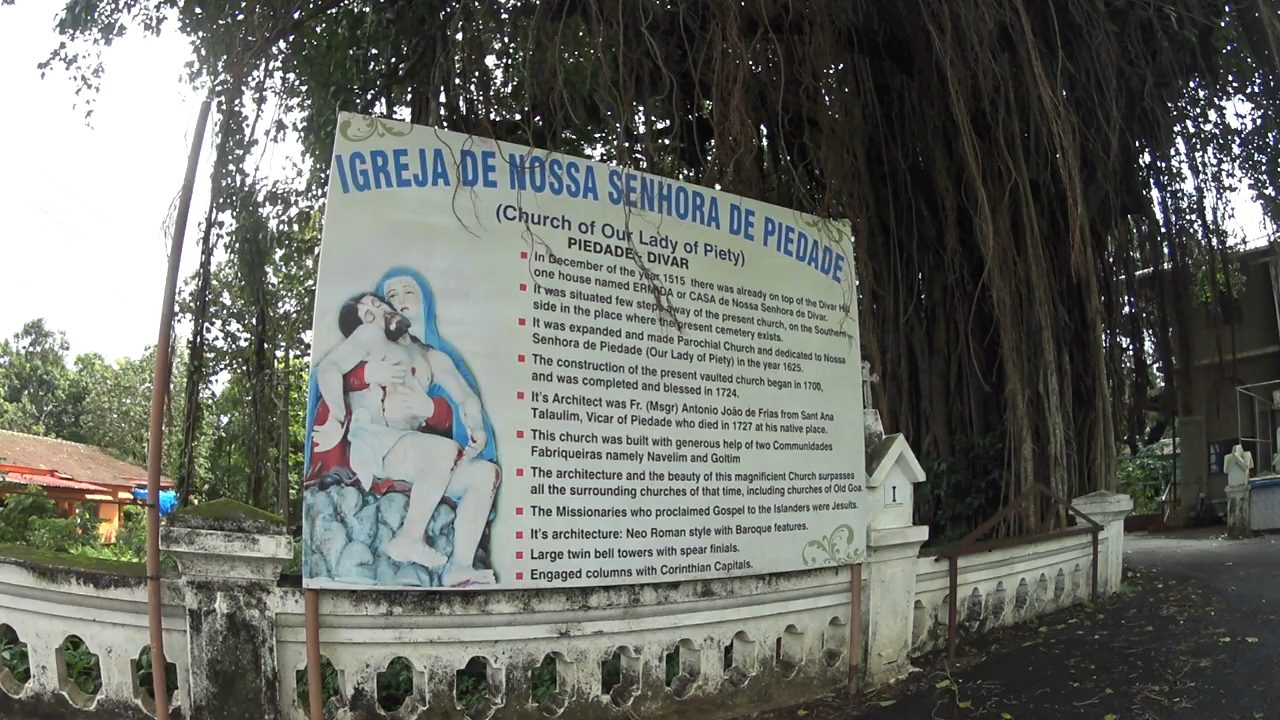 IGREJA DE NOSSA SENHORA DE PIEDADE
(Church of Our Lady of Piety)
PIEDADE, DIVAR
In December of the year 1515 there was already on top of the Divar
one house named ERMIDA or CASA de Nossa Senhora de Divar.
It was situated few steps away of the present church, on the Southern
side in the place where the present cemetery exists.
It was expanded and made Parochial Church and dedicated to Nossa
Senhora de Piedade (Our Lady of Piety) in the year 1625.
The construction of the present vaulted church began in 1700,
and was completed and blessed in 1724.
It's Architect was Fr. (Msgr) Antonio João de Frias from Sant Ana
Talaulim, Vicar of Piedade who died in 1727 at his native place.
This church was built with generous help of two Communidades
Fabriqueiras namely Navelim and Goltim
The architecture and the beauty of this magnificient Church surpasses
all the surrounding churches of that time, including churches of Old Goa.
The Missionaries who proclaimed Gospel to the Islanders were Jesuits.
It's architecture: Neo Roman style with Baroque features.
Large twin bell towers with spear finials.
Engaged columns with Corinthian Capitals.
I